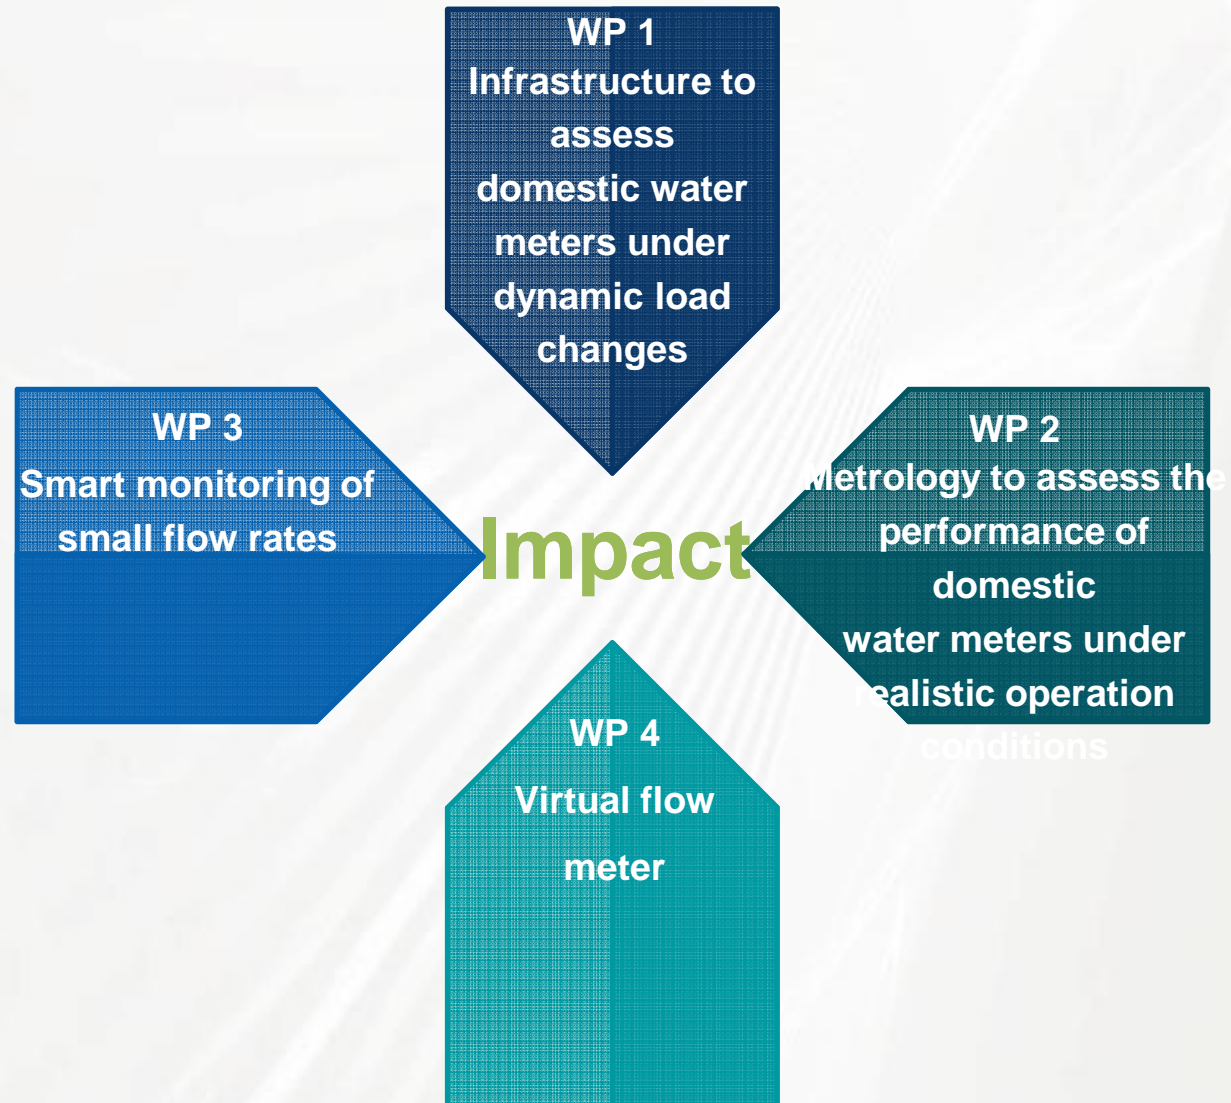 WP 1
Infrastructure to
assess
domestic water
meters under
dynamic load
changes
WP 3
Smart monitoring of
small flow rates
WP 2
Metrology to assess the
performance of
domestic
water meters under
realistic operation
conditions
Impact
WP 4
Virtual flow
meter